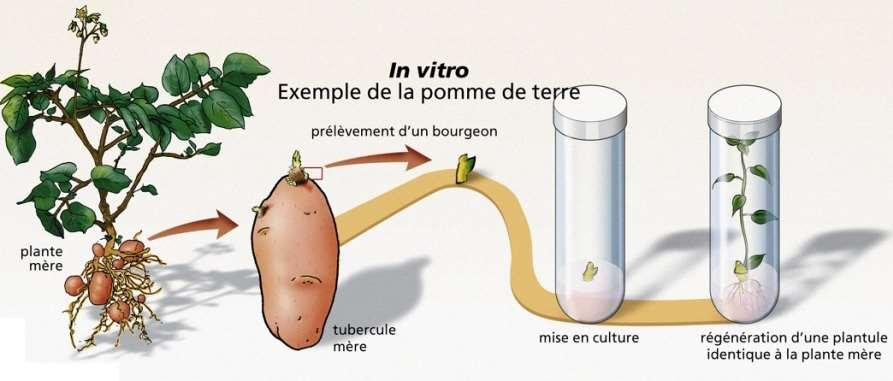 In vitro
Exemple de la pomme de terre
prélèvement d'un bourgeon
plante
mère
tubercule
mère
mise en culture
régénération d'une plantule
identique à la plante mère